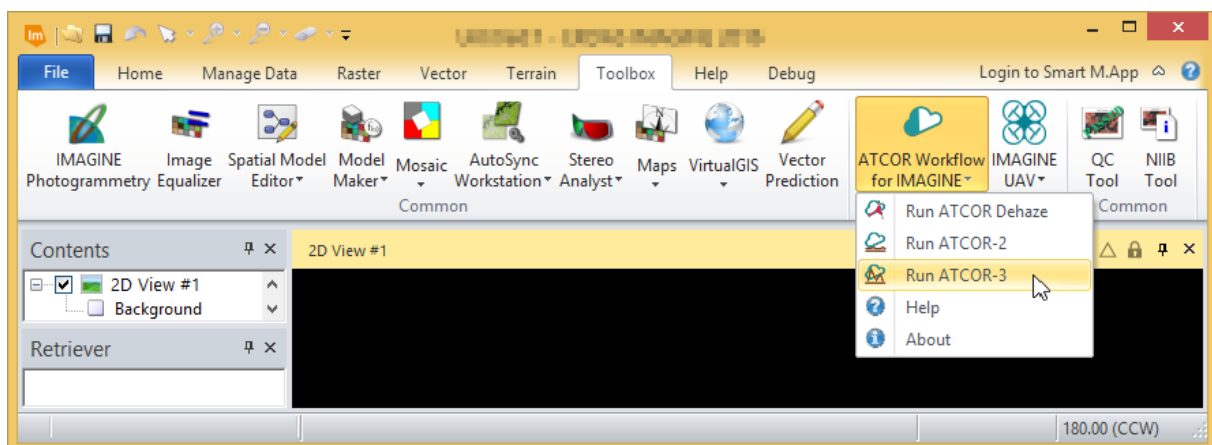 Im
File Home Manage Data Raster Vector Terrain Toolbox Help Debug Login to Smart M.App
IMAGINE
Photogrammetry
Image
Equalizer
Spatial Model
Editor
Model
Maker
Mosaic
AutoSync
Workstation
Stereo
Analyst
Maps
VirtualGIS
Vector
Prediction
ATCOR Workflow
for IMAGINE
IMAGINE
UAV
QC
Tool
NIIB
Tool
Common
Common
Run ATCOR Dehaze
Run ATCOR-2
Run ATCOR-3
Help
About
Contents
2D View #1
2D View #1
Background
Retriever
180.00 (CCW)